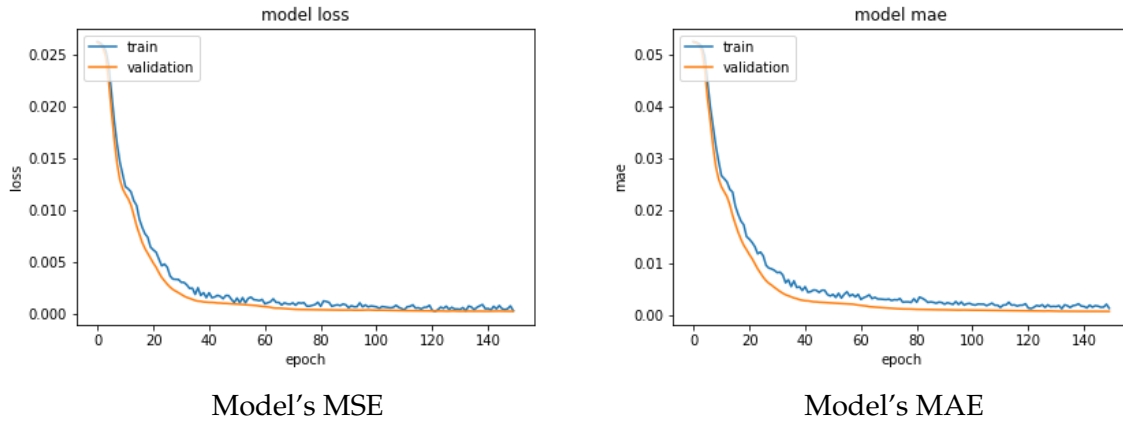 model loss
train
validation
0.025
0.020
0.015
0.010
0.005
0.000
loss
0 20 40 60 80 100 120 140
epoch
Model's MSE
model mae
train
validation
0.05
0.04
0.03
0.02
0.01
0.00
mae
0 20 40 60 80 100 120 140
epoch
Model's MAE